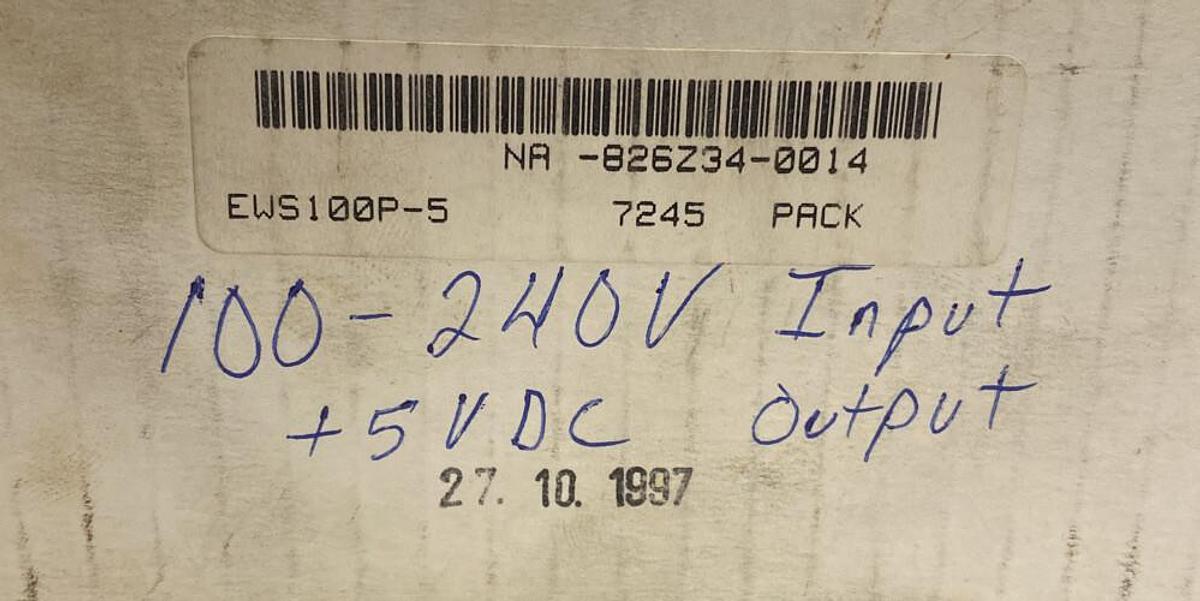 NA -826Z34-0014
EWS100P-5 7245 PACK
100-240V Input
+5VDC Output
27. 10. 1997